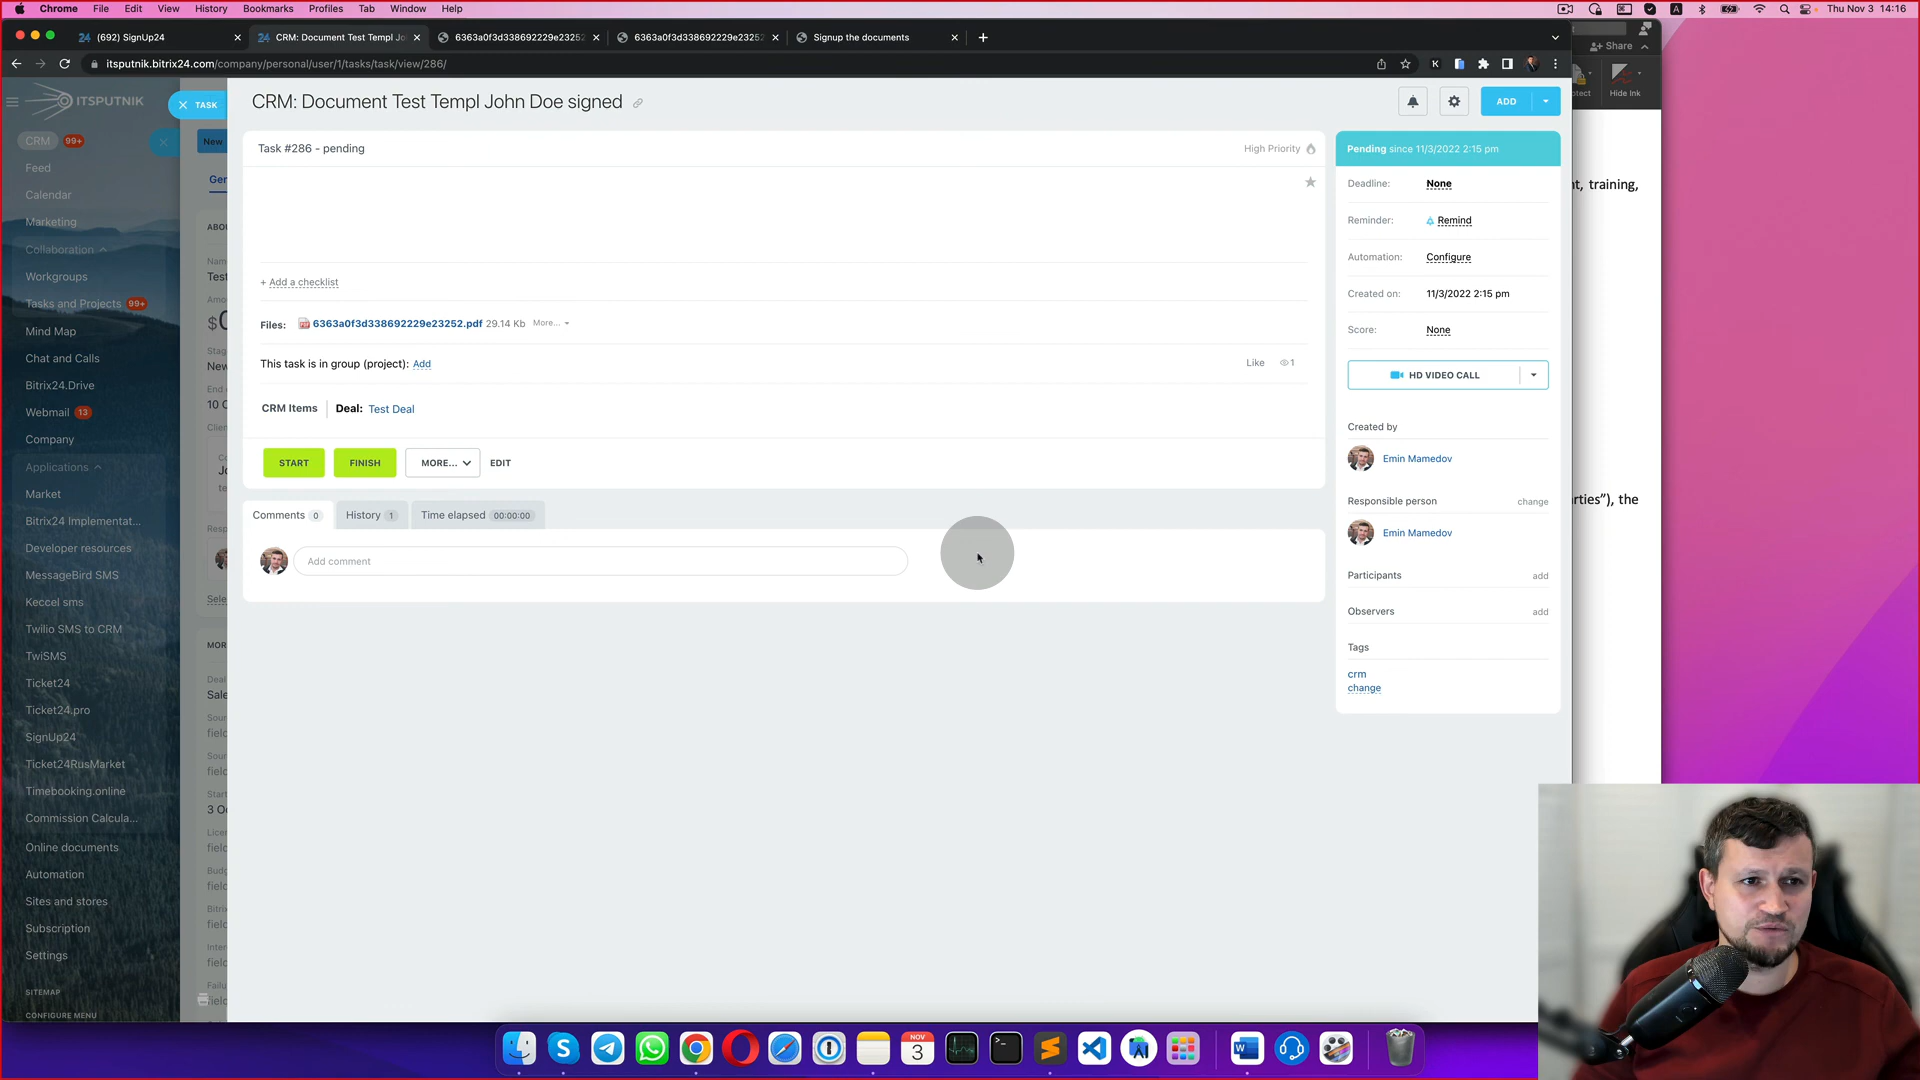 Chrome File Edit View History Bookmarks Profiles Tab Window Help
A
Thu Nov 3 14:16
(692) SignUp24
CRM: Document Test Templ Jo
6363a0f3d338692229e23252
6363a0f3d338692229e23252
Signup the documents
itsputnik.bitrix24.com/company/personal/user/1/tasks/task/view/286/
Share
Hide Ink
ITSPUTNIK
TASK
CRM: Document Test Templ John Doe signed
ADD
CRM 99+
New
Task #286 - pending
High Priority
Pending since 11/3/2022 2:15 pm
Feed
Calendar
Marketing
Collaboration
Workgroups
Tasks and Projects 99+
Mind Map
Chat and Calls
Bitrix24.Drive
Webmail 13
Company
Applications
Market
Bitrix24 Implementat...
Developer resources
MessageBird SMS
Keccel sms
Twilio SMS to CRM
TwiSMS
Ticket24
Ticket24.pro
SignUp24
Ticket24RusMarket
Timebooking.online
Commission Calcula...
Online documents
Automation
Sites and stores
Subscription
Settings
SITEMAP
CONFIGURE MENU
+ Add a checklist
Files: 6363a0f3d338692229e23252.pdf 29.14 Kb More...
This task is in group (project): Add
Like 1
CRM Items Deal: Test Deal
START FINISH MORE... EDIT
Comments 0 History 1 Time elapsed 00:00:00
Add comment
Deadline: None
Reminder: Remind
Automation: Configure
Created on: 11/3/2022 2:15 pm
Score: None
HD VIDEO CALL
Created by
Emin Mamedov
Responsible person change
Emin Mamedov
Participants add
Observers add
Tags
crm
change
training,
the
NOV
3